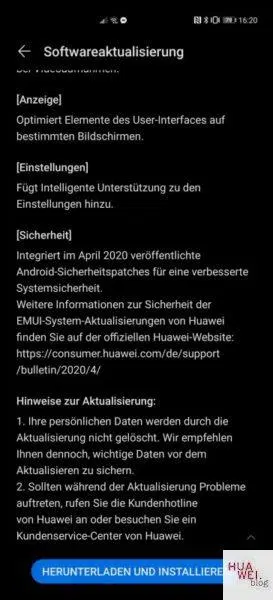 16:20
Softwareaktualisierung
bei Videoaufnahmen.
[Anzeige]
Optimiert Elemente des User-Interfaces auf
bestimmten Bildschirmen.
[Einstellungen]
Fügt Intelligente Unterstützung zu den
Einstellungen hinzu.
[Sicherheit]
Integriert im April 2020 veröffentlichte
Android-Sicherheitspatches für eine verbesserte
Systemsicherheit.
Weitere Informationen zur Sicherheit der
EMUI-System-Aktualisierungen von Huawei
finden Sie auf der offiziellen Huawei-Website:
https://consumer.huawei.com/de/support
/bulletin/2020/4/
Hinweise zur Aktualisierung:
1. Ihre persönlichen Daten werden durch die
Aktualisierung nicht gelöscht. Wir empfehlen
Ihnen dennoch, wichtige Daten vor dem
Aktualisieren zu sichern.
2. Sollten während der Aktualisierung Probleme
auftreten, rufen Sie die Kundenhotline
von Huawei an oder besuchen Sie ein
Kundenservice-Center von Huawei.
HERUNTERLADEN UND INSTALLIERE
HUA
WEI.
blog